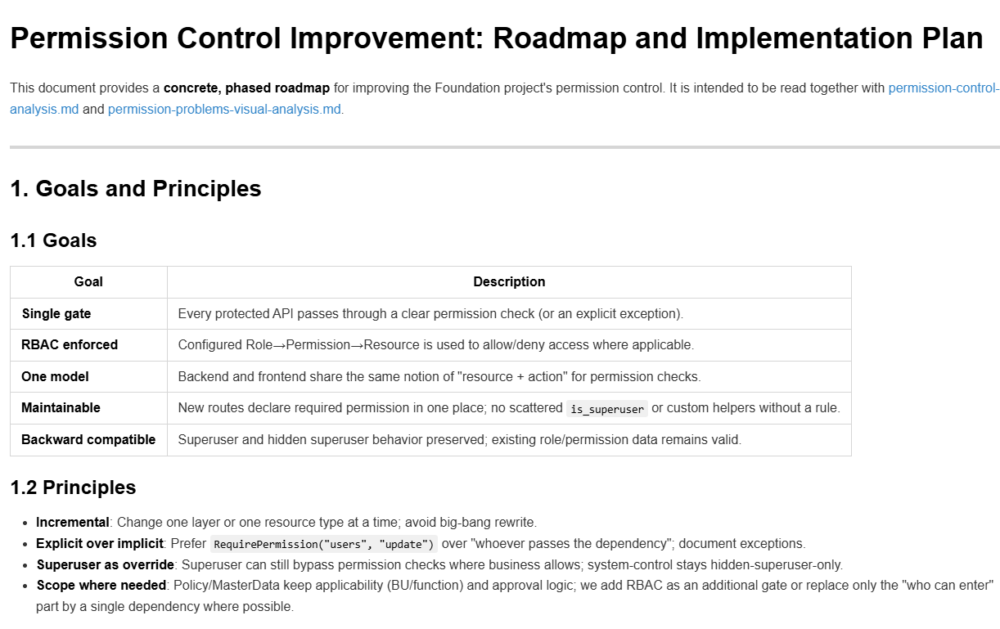 Permission Control Improvement: Roadmap and Implementation Plan
This document provides a concrete, phased roadmap for improving the Foundation project's permission control. It is intended to be read together with permission-control-
analysis.md and permission-problems-visual-analysis.md.
1. Goals and Principles
1.1 Goals
Goal Description
Single gate Every protected API passes through a clear permission check (or an explicit exception).
RBAC enforced Configured Role→Permission→Resource is used to allow/deny access where applicable.
One model Backend and frontend share the same notion of "resource + action" for permission checks.
Maintainable New routes declare required permission in one place; no scattered is_superuser or custom helpers without a rule.
Backward compatible Superuser and hidden superuser behavior preserved; existing role/permission data remains valid.
1.2 Principles
• Incremental: Change one layer or one resource type at a time; avoid big-bang rewrite.
• Explicit over implicit: Prefer RequirePermission("users", "update") over "whoever passes the dependency"; document exceptions.
• Superuser as override: Superuser can still bypass permission checks where business allows; system-control stays hidden-superuser-only.
• Scope where needed: Policy/MasterData keep applicability (BU/function) and approval logic; we add RBAC as an additional gate or replace only the "who can enter"
part by a single dependency where possible.